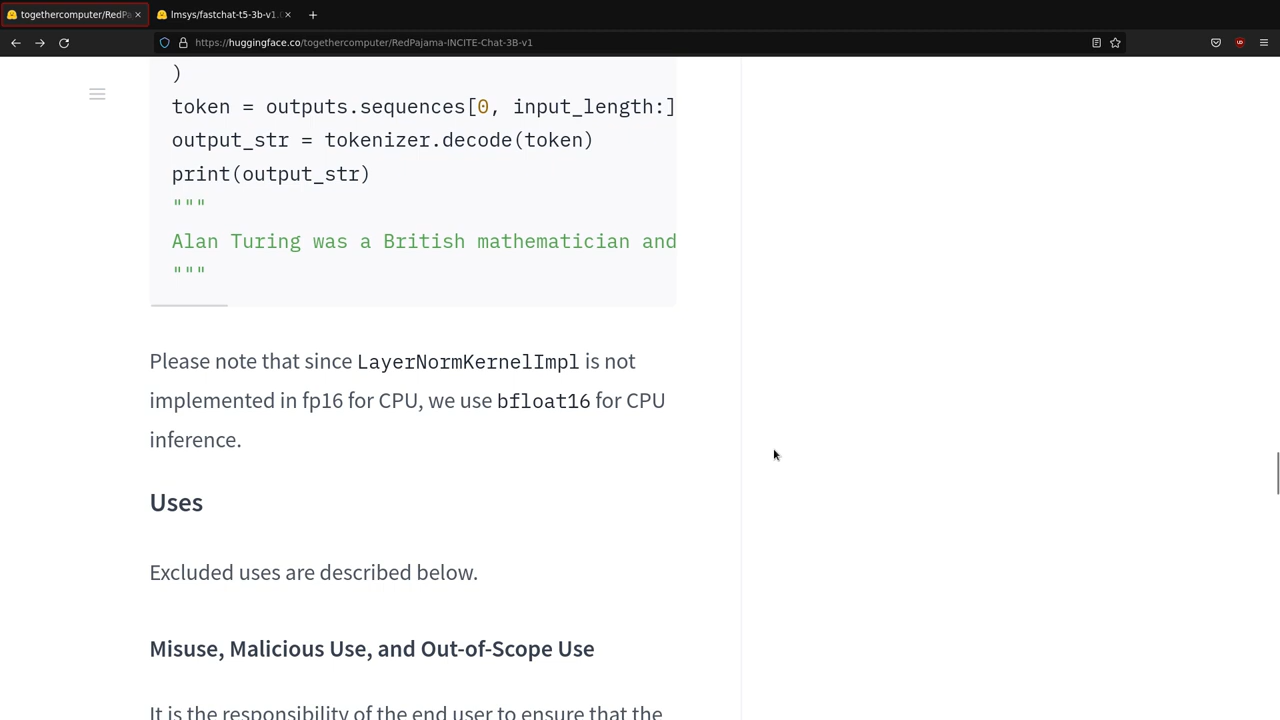 togethercomputer/RedPa
lmsys/fastchat-t5-3b-v1.
https://huggingface.co/togethercomputer/RedPajama-INCITE-Chat-3B-v1
)
token = outputs.sequences[0, input_length:]
output_str = tokenizer.decode(token)
print(output_str)
"""
Alan Turing was a British mathematician and
"""
Please note that since LayerNormKernelImpl is not
implemented in fp16 for CPU, we use bfloat16 for CPU
inference.
Uses
Excluded uses are described below.
Misuse, Malicious Use, and Out-of-Scope Use
It is the responsibility of the end user to ensure that the